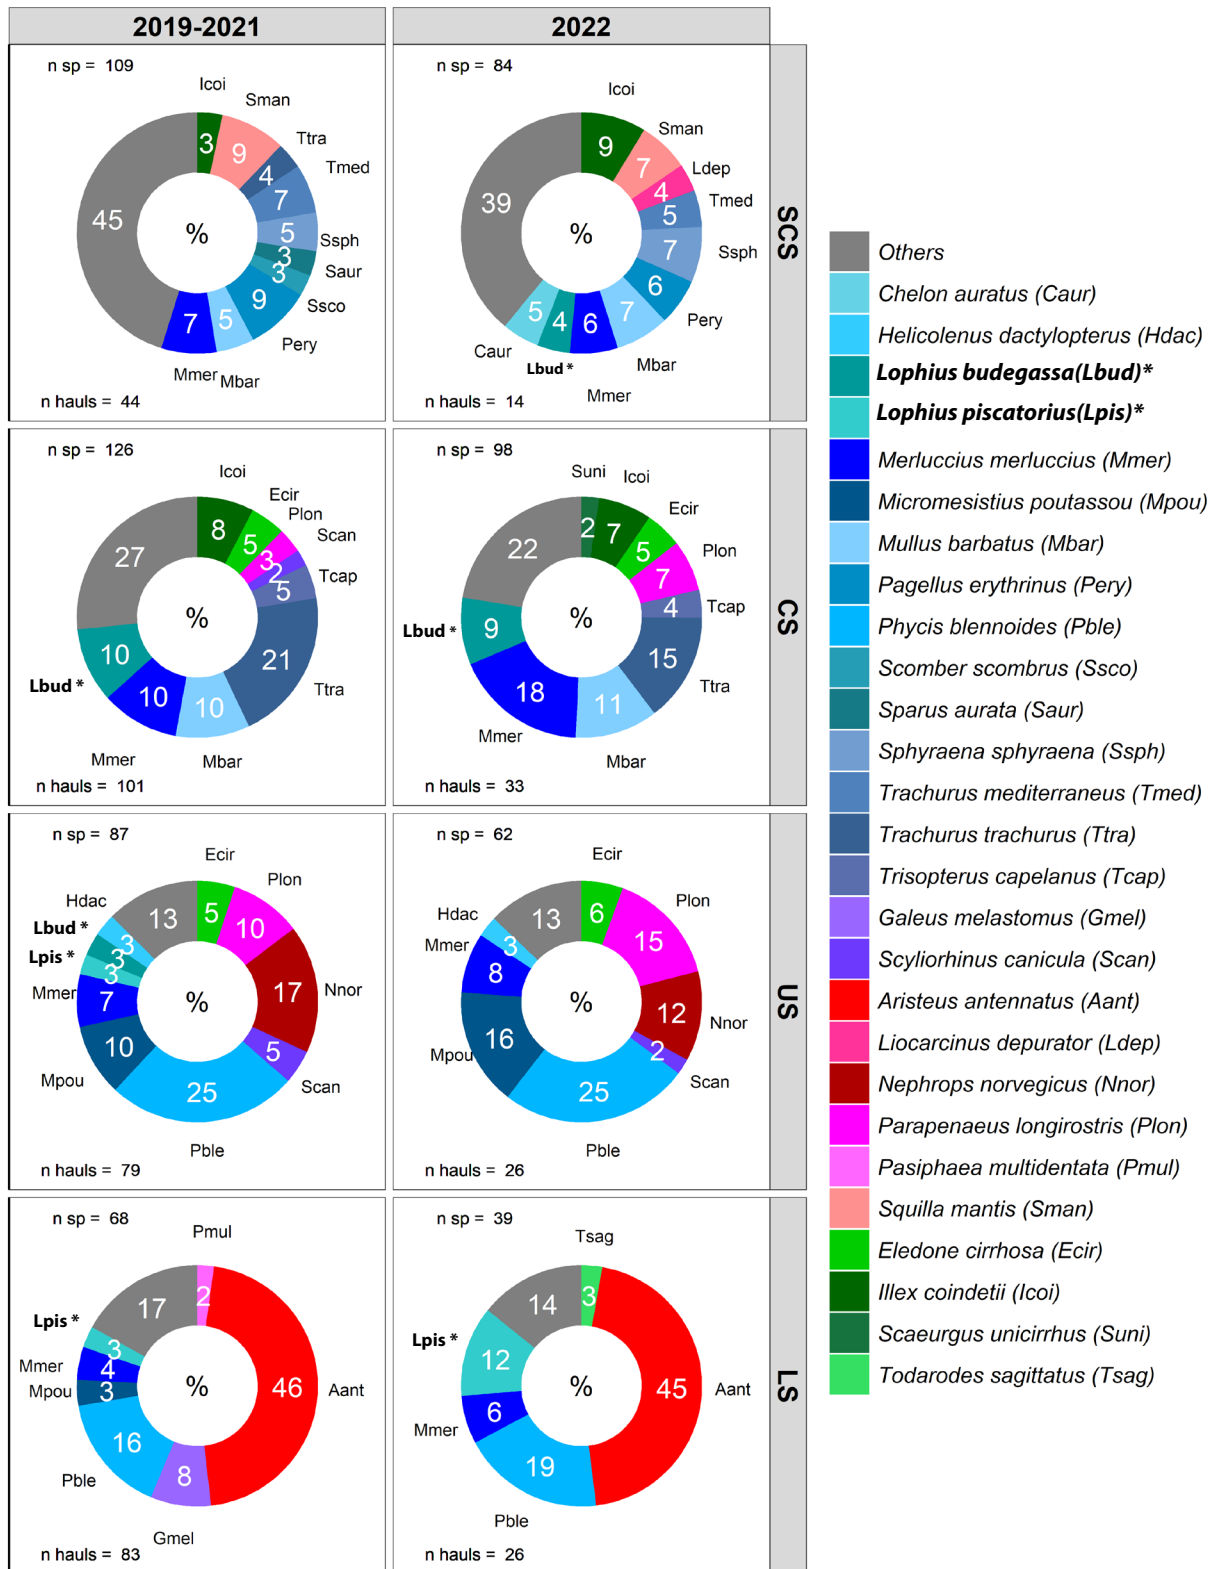 2019-2021
2022
n sp = 109
Icoi
Sman
Ttra
Tmed
Ssph
Saur
Ssco
Pery
Mbar
Mmer
3
9
4
7
5
3
3
9
5
7
45
%
n hauls = 44
n sp = 84
Icoi
Sman
Ldep
Tmed
Ssph
Pery
Mbar
Mmer
Lbud *
Caur
9
7
4
5
7
6
7
6
4
5
39
%
n hauls = 14
SCS
n sp = 126
Icoi
Ecir
Plon
Scan
Tcap
Ttra
Mbar
Mmer
Lbud *
8
5
3
2
5
21
10
10
10
27
%
n hauls = 101
n sp = 98
Suni
Icoi
Ecir
Plon
Tcap
Ttra
Mbar
Mmer
Lbud *
2
7
5
7
4
15
11
18
9
22
%
n hauls = 33
CS
n sp = 87
Ecir
Plon
Nnor
Scan
Pble
Mpou
Mmer
Lpis *
Lbud *
Hdac
5
10
17
5
25
10
7
3
3
3
13
%
n hauls = 79
n sp = 62
Ecir
Plon
Nnor
Scan
Pble
Mpou
Mmer
Hdac
6
15
12
2
25
16
8
3
13
%
n hauls = 26
US
n sp = 68
Pmul
Aant
Gmel
Pble
Mpou
Mmer
Lpis *
2
46
8
16
3
4
3
17
%
n hauls = 83
n sp = 39
Tsag
Aant
Pble
Mmer
Lpis *
3
45
19
6
12
14
%
n hauls = 26
LS
Others
Chelon auratus (Caur)
Helicolenus dactylopterus (Hdac)
Lophius budegassa(Lbud)*
Lophius piscatorius(Lpis)*
Merluccius merluccius (Mmer)
Micromesistius poutassou (Mpou)
Mullus barbatus (Mbar)
Pagellus erythrinus (Pery)
Phycis blennoides (Pble)
Scomber scombrus (Ssco)
Sparus aurata (Saur)
Sphyraena sphyraena (Ssph)
Trachurus mediterraneus (Tmed)
Trachurus trachurus (Ttra)
Trisopterus capelanus (Tcap)
Galeus melastomus (Gmel)
Scyliorhinus canicula (Scan)
Aristeus antennatus (Aant)
Liocarcinus depurator (Ldep)
Nephrops norvegicus (Nnor)
Parapenaeus longirostris (Plon)
Pasiphaea multidentata (Pmul)
Squilla mantis (Sman)
Eledone cirrhosa (Ecir)
Illex coindetii (Icoi)
Scaeurgus unicirrhus (Suni)
Todarodes sagittatus (Tsag)